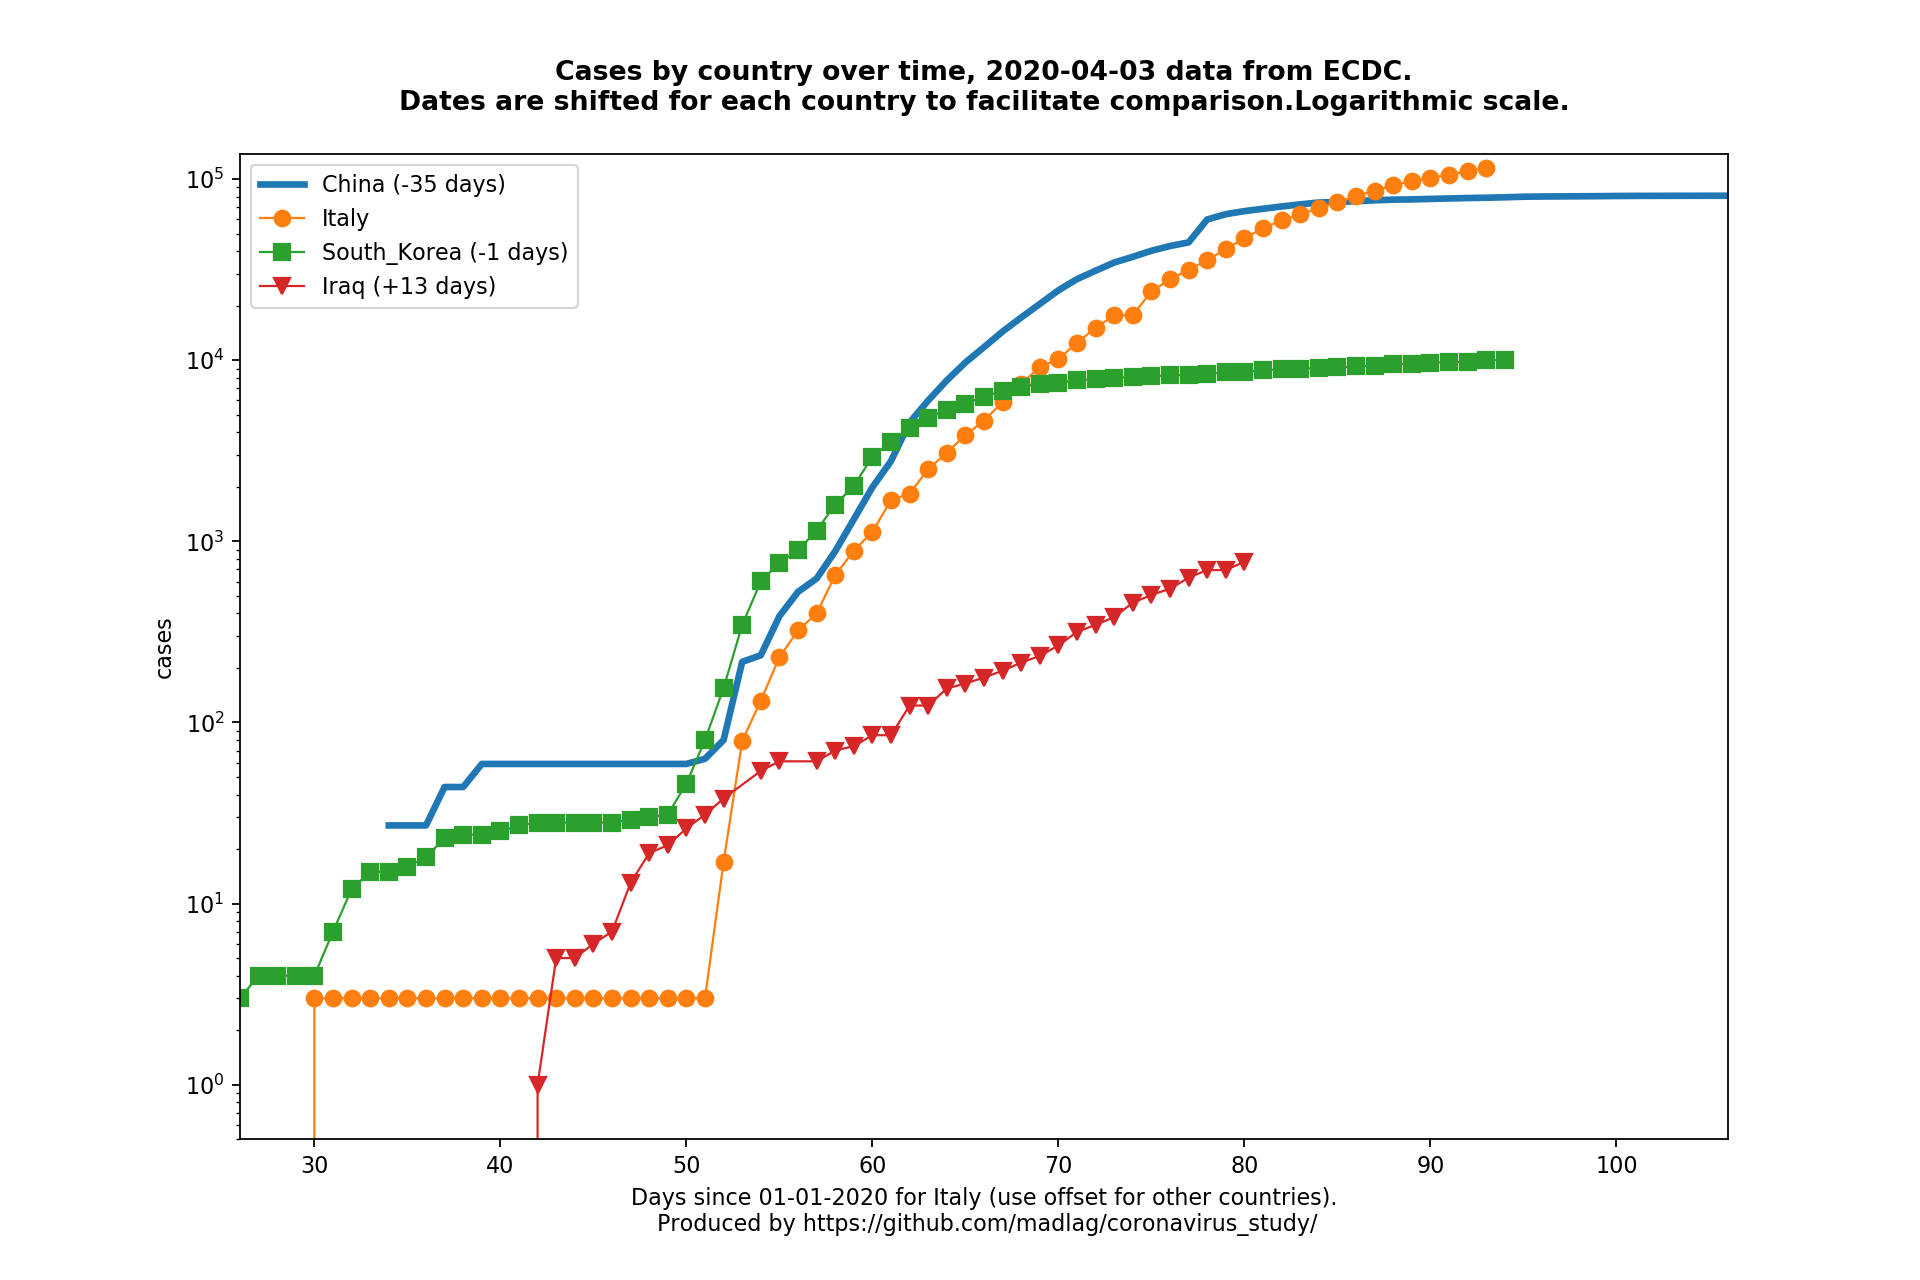 Cases by country over time, 2020-04-03 data from ECDC.
Dates are shifted for each country to facilitate comparison.Logarithmic scale.
China (-35 days)
Italy
South_Korea (-1 days)
Iraq (+13 days)
10^5
10^4
10^3
10^2
10^1
10^0
cases
30 40 50 60 70 80 90 100
Days since 01-01-2020 for Italy (use offset for other countries).
Produced by https://github.com/madlag/coronavirus_study/